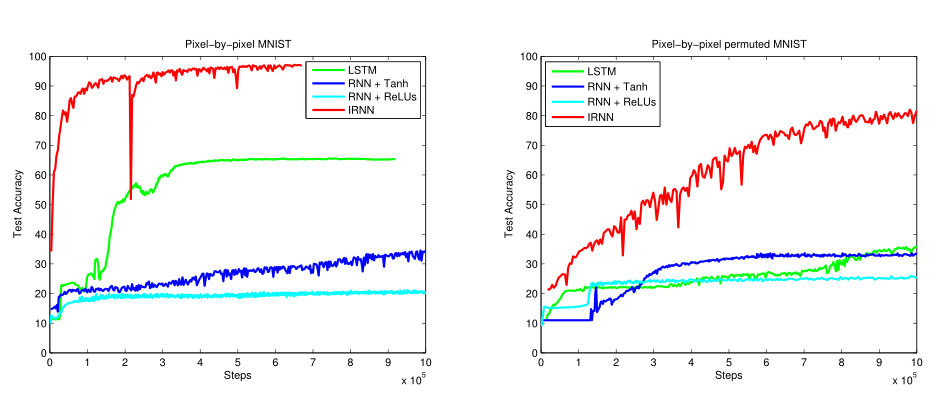 Pixel−by−pixel MNIST
100
90
80
70
60
50
40
30
20
10
0
Test Accuracy
LSTM
RNN + Tanh
RNN + ReLUs
IRNN
0 1 2 3 4 5 6 7 8 9 10
Steps
x 10^5
Pixel−by−pixel permuted MNIST
100
90
80
70
60
50
40
30
20
10
0
Test Accuracy
LSTM
RNN + Tanh
RNN + ReLUs
IRNN
0 1 2 3 4 5 6 7 8 9 10
Steps
x 10^5